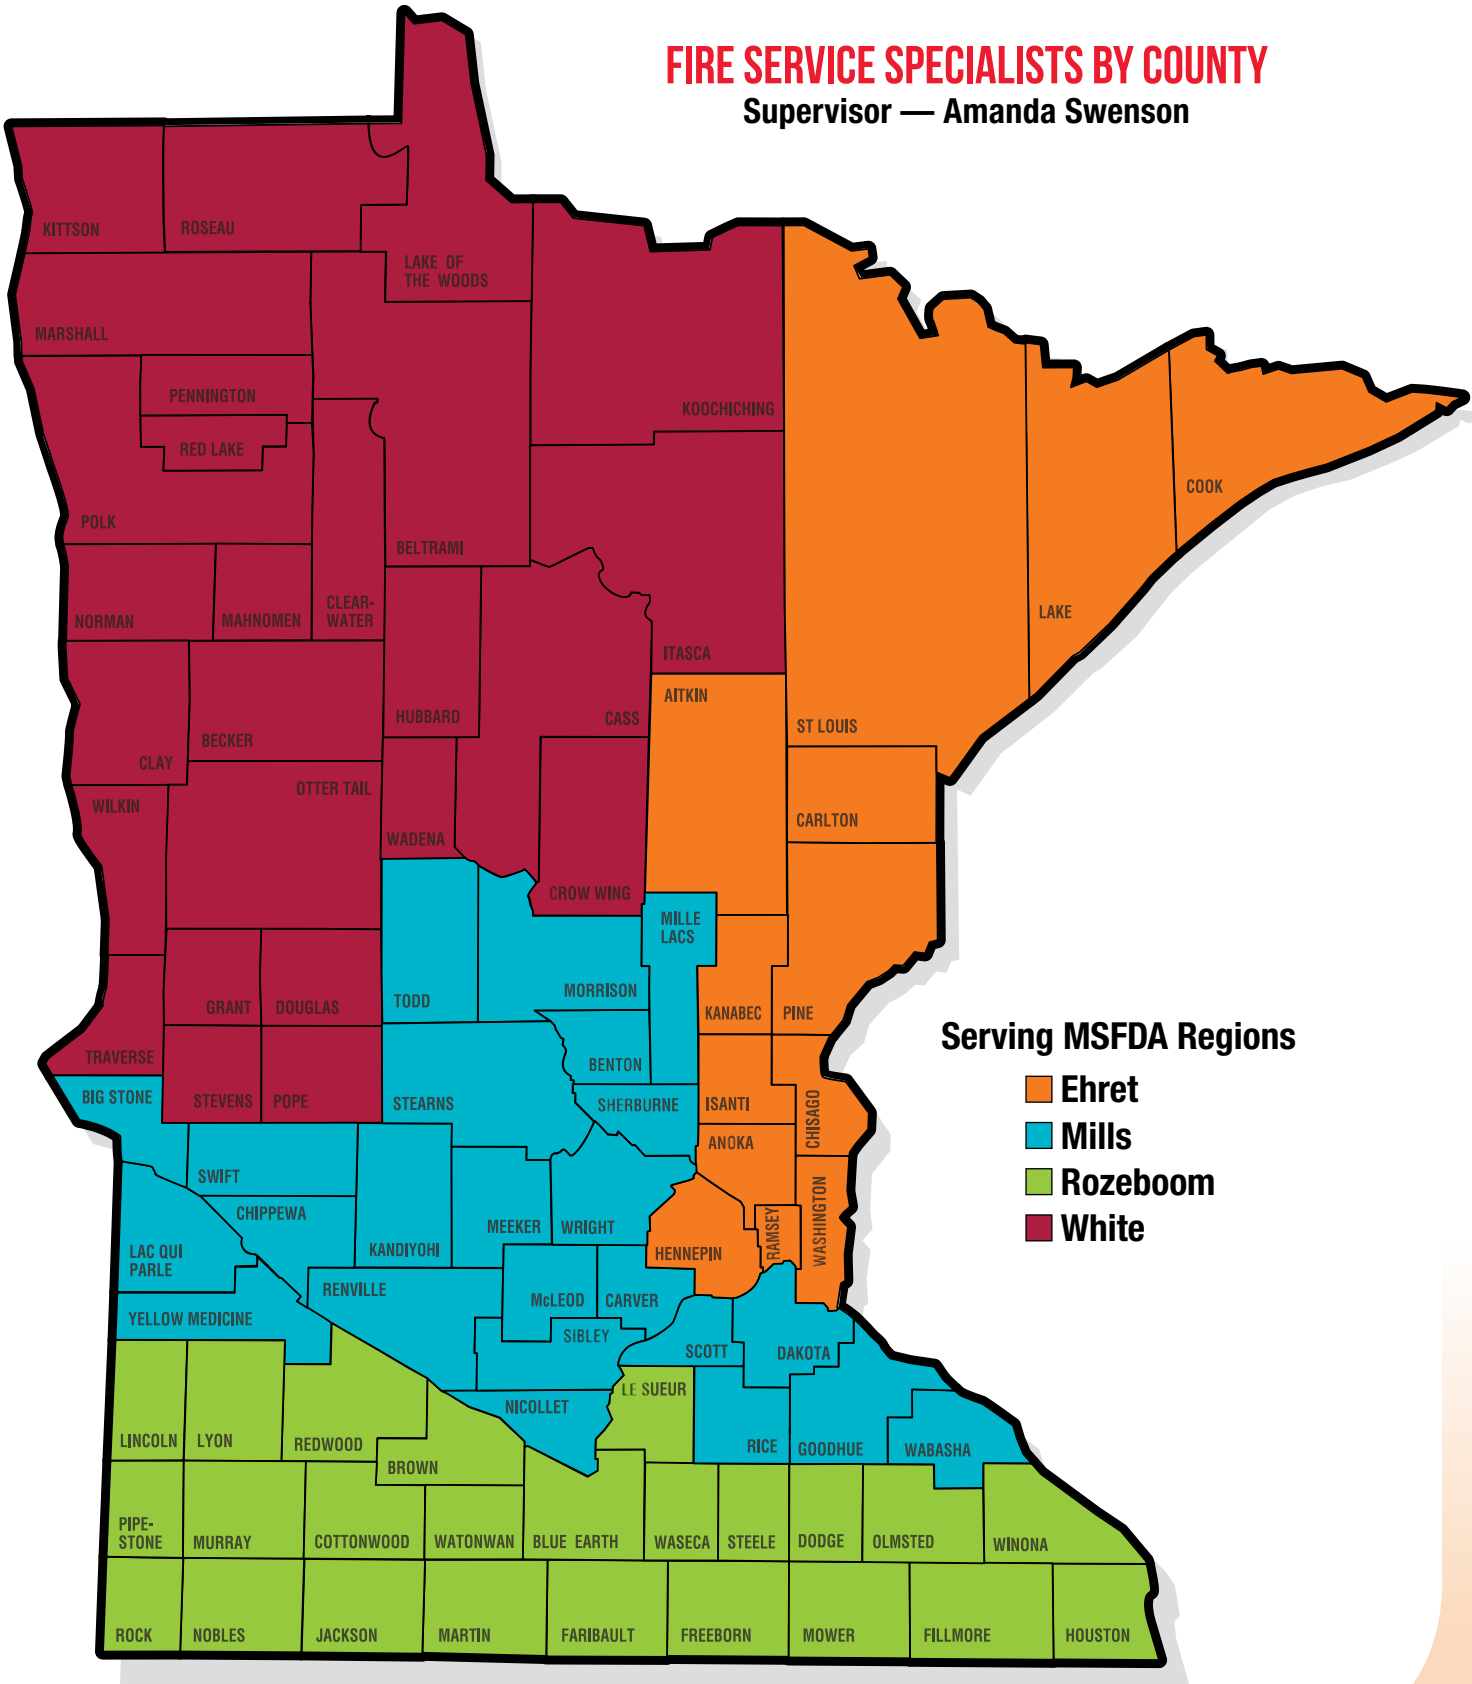 FIRE SERVICE SPECIALISTS BY COUNTY
Supervisor — Amanda Swenson
KITTSON
ROSEAU
LAKE OF
THE WOODS
MARSHALL
PENNINGTON
KOOCHICHING
RED LAKE
COOK
POLK
BELTRAMI
CLEAR-
WATER
LAKE
NORMAN
MAHNOMEN
ITASCA
AITKIN
HUBBARD
CASS
ST LOUIS
BECKER
CLAY
OTTER TAIL
WILKIN
CARLTON
WADENA
CROW WING
MILLE
LACS
MORRISON
TODD
GRANT
DOUGLAS
KANABEC
PINE
TRAVERSE
BENTON
BIG STONE
STEVENS
POPE
STEARNS
SHERBURNE
ISANTI
CHISAGO
ANOKA
SWIFT
CHIPPEWA
MEEKER
WRIGHT
RAMSEY
WASHINGTON
LAC QUI
PARLE
KANDIYOHI
HENNEPIN
RENVILLE
McLEOD
CARVER
YELLOW MEDICINE
SIBLEY
SCOTT
DAKOTA
LE SUEUR
NICOLLET
LINCOLN
LYON
REDWOOD
RICE
GOODHUE
WABASHA
BROWN
PIPE-
STONE
MURRAY
COTTONWOOD
WATONWAN
BLUE EARTH
WASECA
STEELE
DODGE
OLMSTED
WINONA
ROCK
NOBLES
JACKSON
MARTIN
FARIBAULT
FREEBORN
MOWER
FILLMORE
HOUSTON
Serving MSFDA Regions
Ehret
Mills
Rozeboom
White